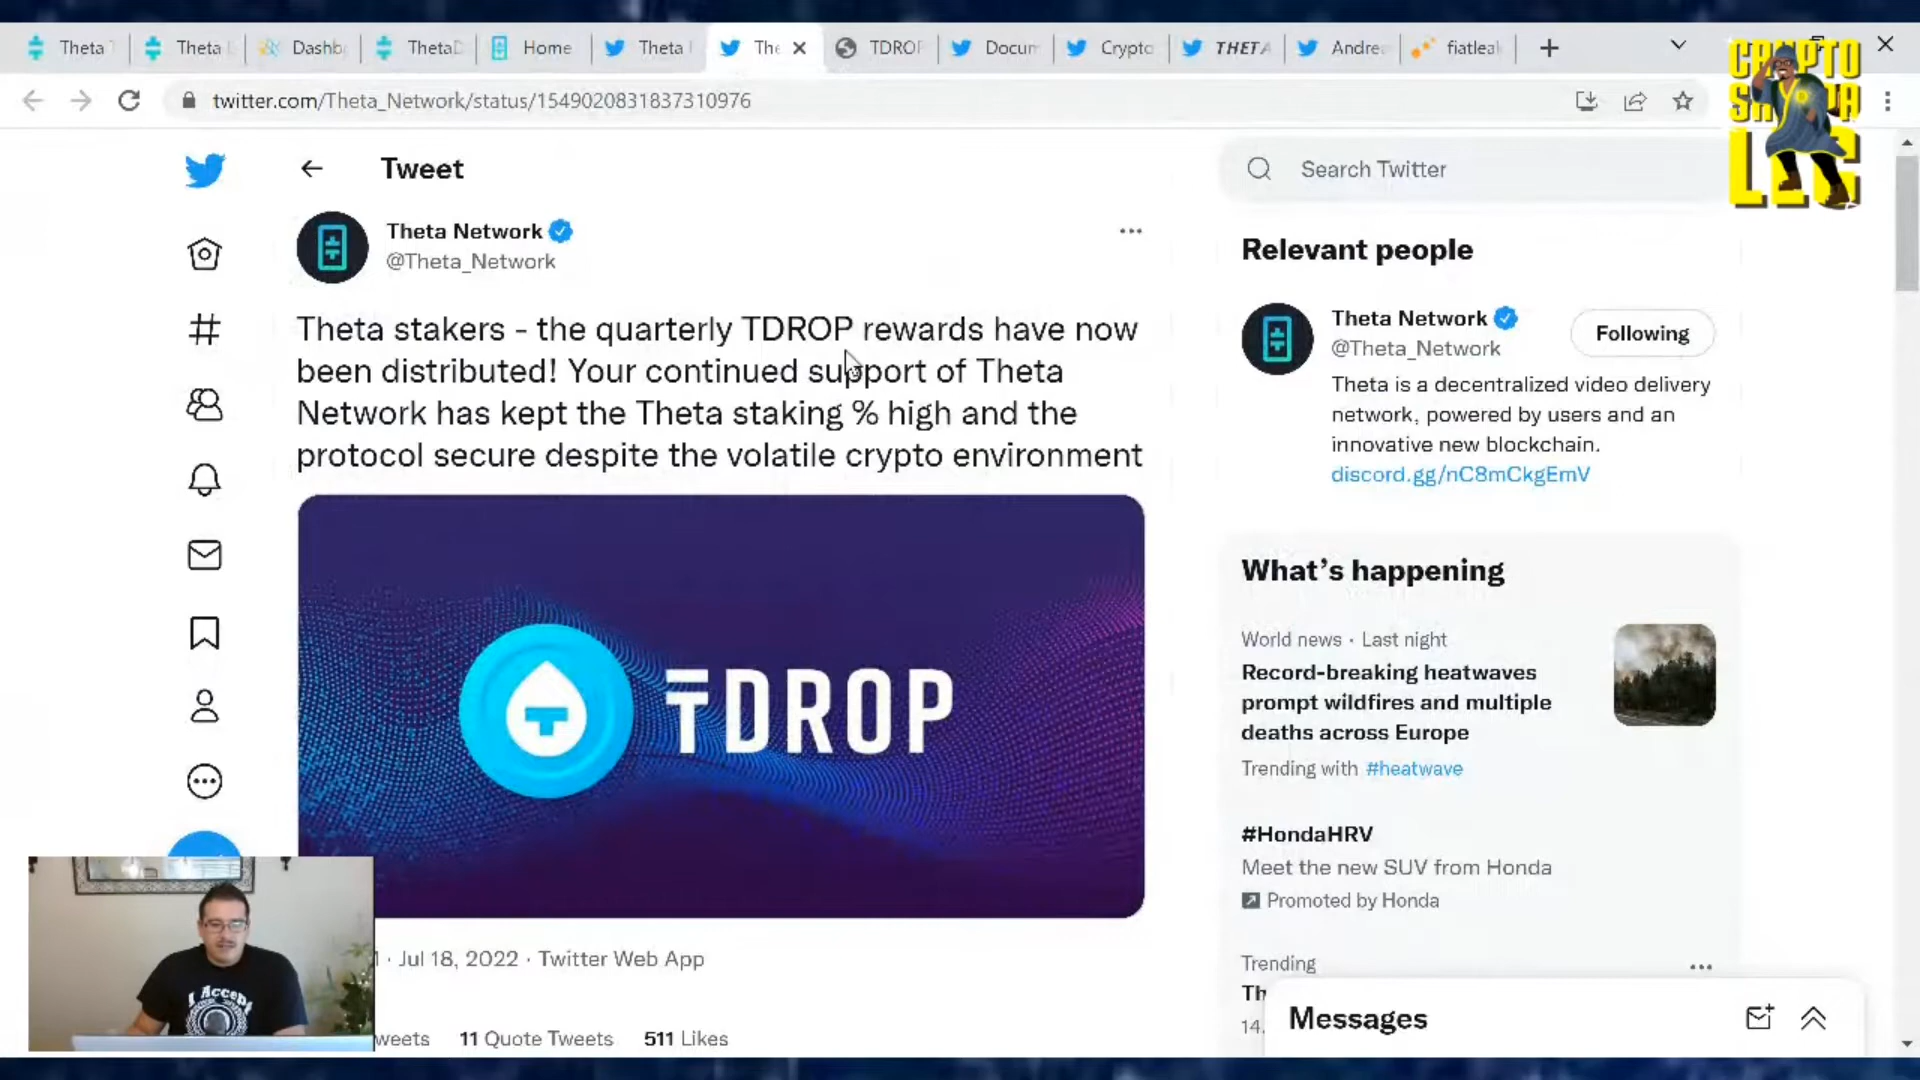 Theta
Theta
Dashb
ThetaD
Home
Theta
The
TDROP
Docum
Crypto
THETA
Andre
fiatleak
twitter.com/Theta_Network/status/1549020831837310976
CRYPTO
LLC
Tweet
Search Twitter
Theta Network
@Theta_Network
Theta stakers - the quarterly TDROP rewards have now
been distributed! Your continued support of Theta
Network has kept the Theta staking % high and the
protocol secure despite the volatile crypto environment
TDROP
· Jul 18, 2022 · Twitter Web App
weets 11 Quote Tweets 511 Likes
Relevant people
Theta Network
@Theta_Network
Following
Theta is a decentralized video delivery
network, powered by users and an
innovative new blockchain.
discord.gg/nC8mCkgEmV
What's happening
World news · Last night
Record-breaking heatwaves
prompt wildfires and multiple
deaths across Europe
Trending with #heatwave
#HondaHRV
Meet the new SUV from Honda
Promoted by Honda
Trending
Th
14.
Messages
I Accept